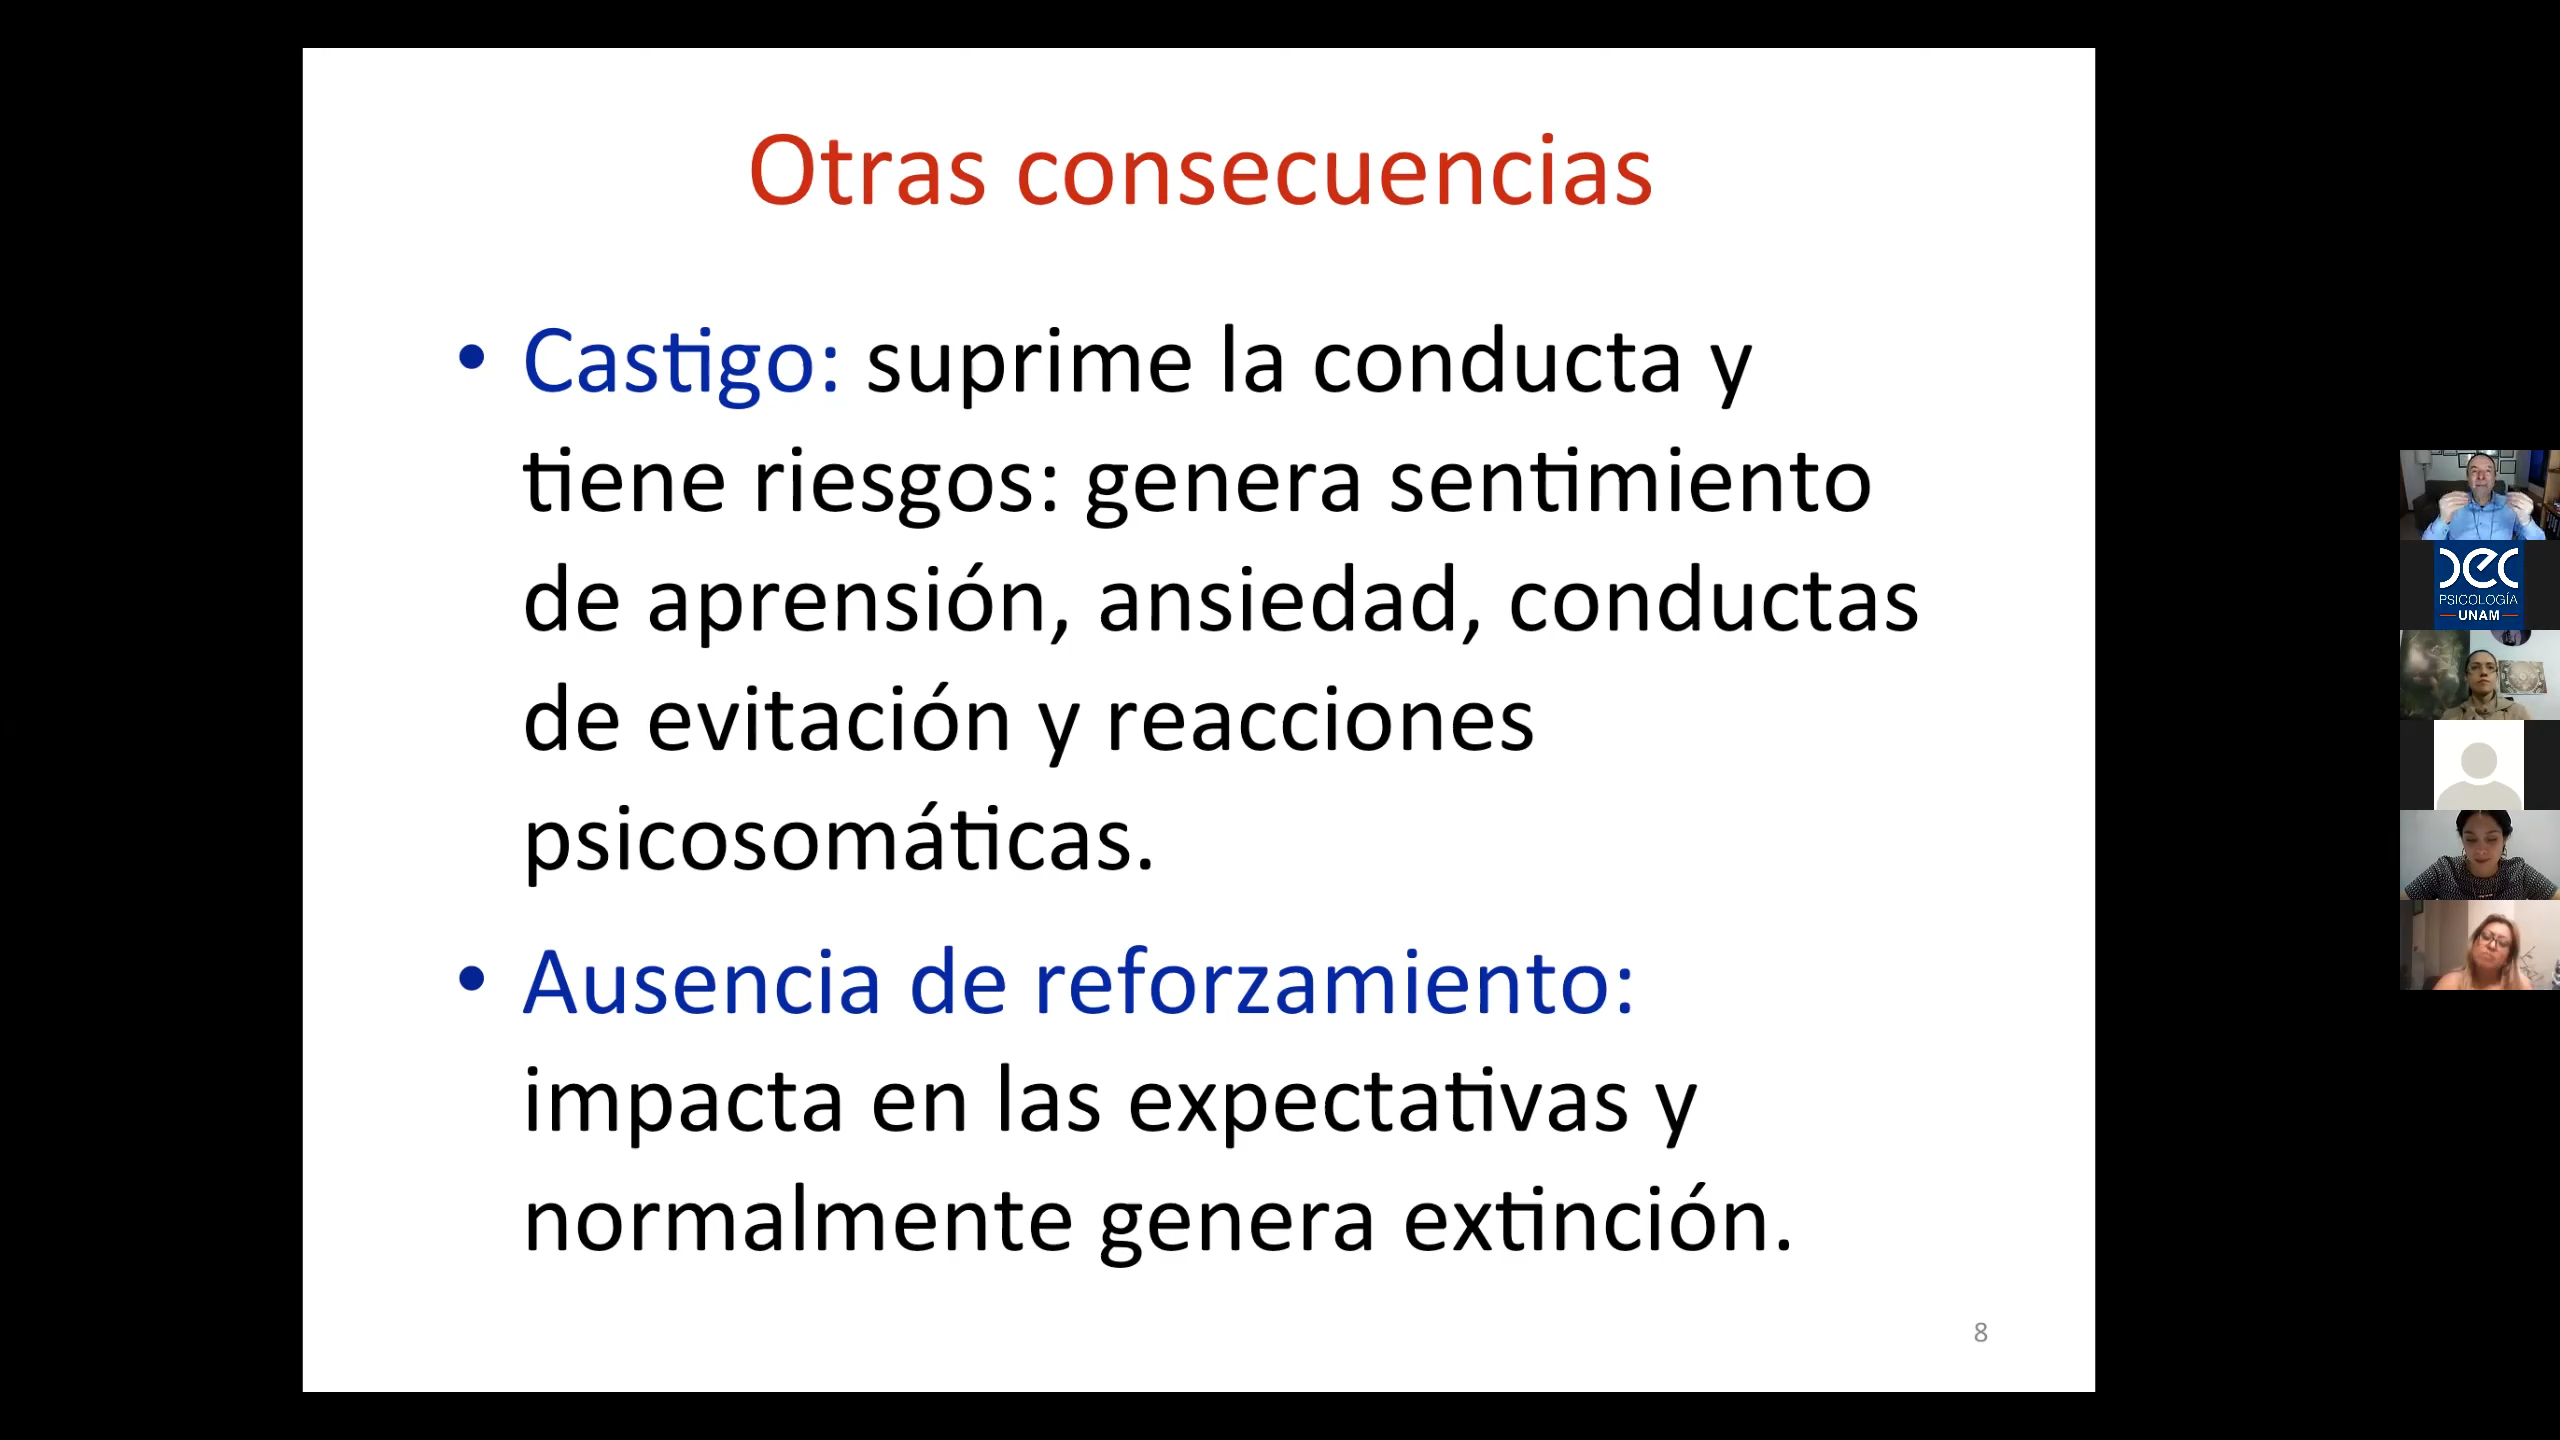 Otras consecuencias
• Castigo: suprime la conducta y
tiene riesgos: genera sentimiento
de aprensión, ansiedad, conductas
de evitación y reacciones
psicosomáticas.
• Ausencia de reforzamiento:
impacta en las expectativas y
normalmente genera extinción.
8
DEC
PSICOLOGÍA
UNAM